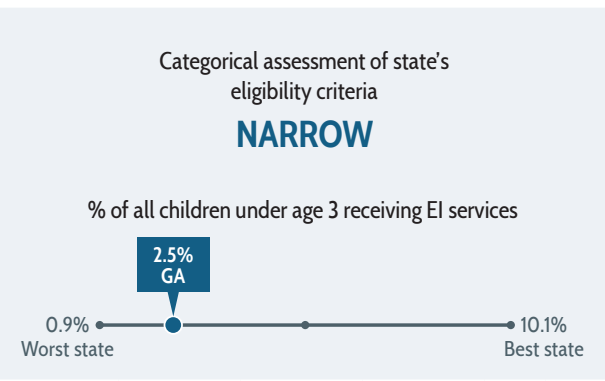 Categorical assessment of state’s
eligibility criteria
NARROW
% of all children under age 3 receiving EI services
2.5%
GA
0.9%
Worst state
10.1%
Best state